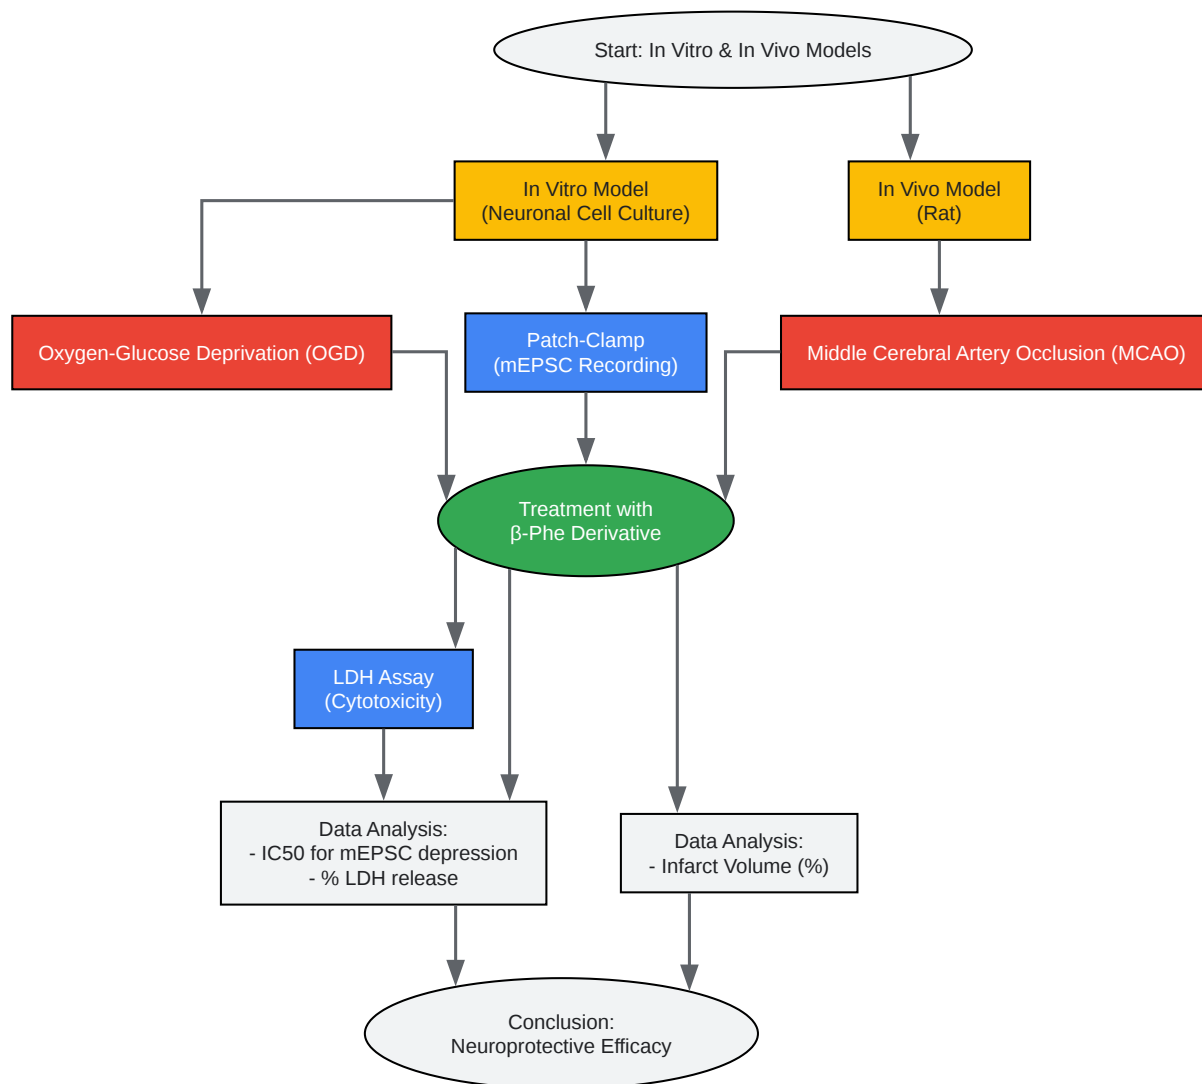 Start: In Vitro & In Vivo Models
In Vitro Model
(Neuronal Cell Culture)
In Vivo Model
(Rat)
Oxygen-Glucose Deprivation (OGD)
Patch-Clamp
(mEPSC Recording)
Middle Cerebral Artery Occlusion (MCAO)
Treatment with
β-Phe Derivative
LDH Assay
(Cytotoxicity)
Data Analysis:
- IC50 for mEPSC depression
- % LDH release
Data Analysis:
- Infarct Volume (%)
Conclusion:
Neuroprotective Efficacy